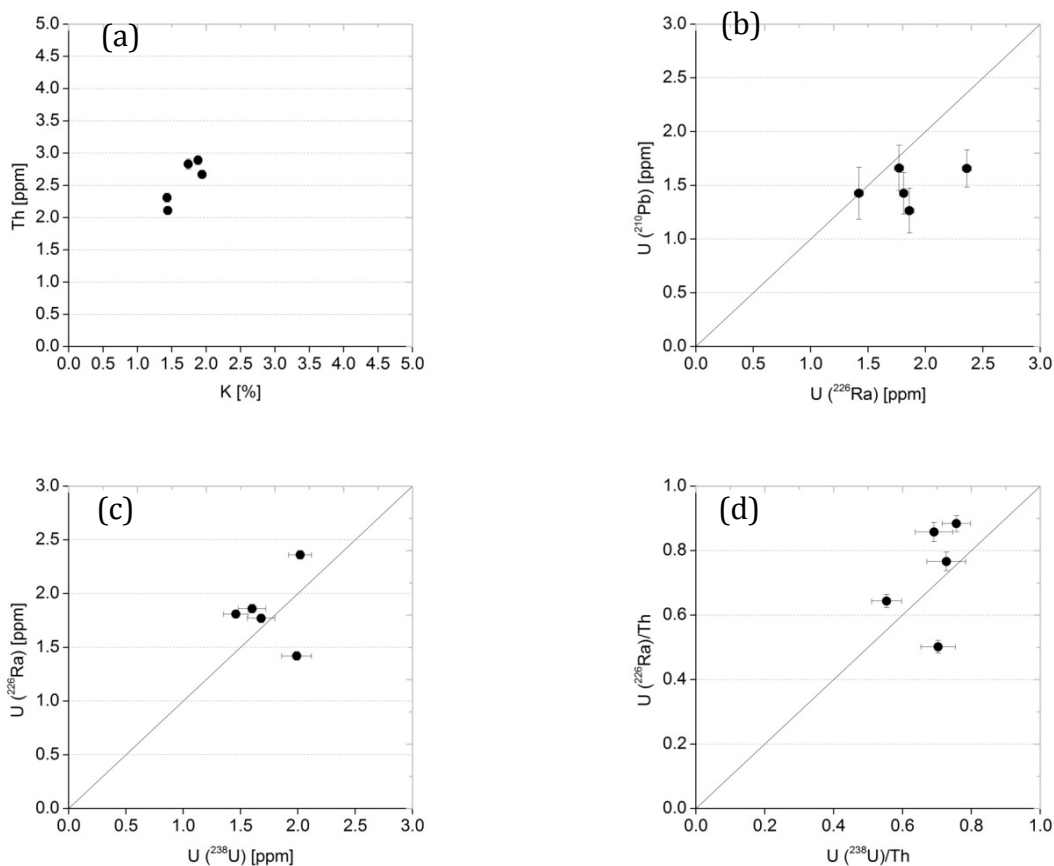 (a)
5.0
4.5
4.0
3.5
3.0
2.5
2.0
1.5
1.0
0.5
0.0
Th [ppm]
0.0 0.5 1.0 1.5 2.0 2.5 3.0 3.5 4.0 4.5 5.0
K [%]
(b)
3.0
2.5
2.0
1.5
1.0
0.5
0.0
U (²¹⁰Pb) [ppm]
0.0 0.5 1.0 1.5 2.0 2.5 3.0
U (²²⁶Ra) [ppm]
(c)
3.0
2.5
2.0
1.5
1.0
0.5
0.0
U (²²⁶Ra) [ppm]
0.0 0.5 1.0 1.5 2.0 2.5 3.0
U (²³⁸U) [ppm]
(d)
1.0
0.8
0.6
0.4
0.2
0.0
U (²²⁶Ra)/Th
0.0 0.2 0.4 0.6 0.8 1.0
U (²³⁸U)/Th